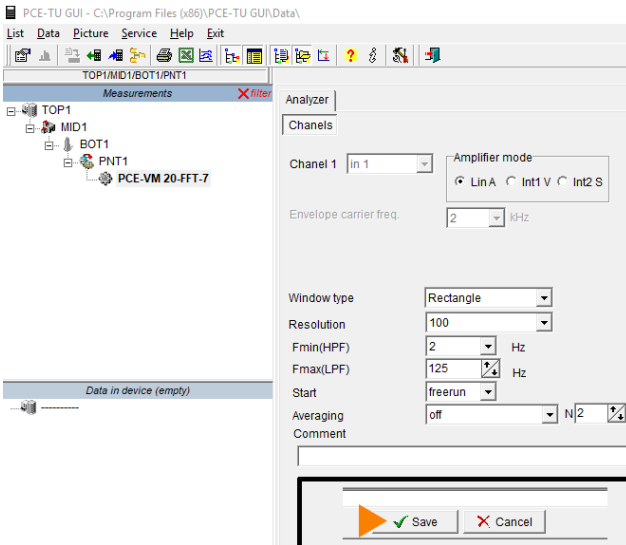 PCE-TU GUI - C:\Program Files (x86)\PCE-TU GUI\Data\
List Data Picture Service Help Exit
TOP1/MID1/BOT1/PNT1
Measurements filter
TOP1
MID1
BOT1
PNT1
PCE-VM 20-FFT-7
Data in device (empty)
----------
Analyzer
Chanels
Chanel 1 in 1
Amplifier mode
Lin A Int1 V Int2 S
Envelope carrier freq. 2 kHz
Window type Rectangle
Resolution 100
Fmin(HPF) 2 Hz
Fmax(LPF) 125 Hz
Start freerun
Averaging off N 2
Comment
Save Cancel